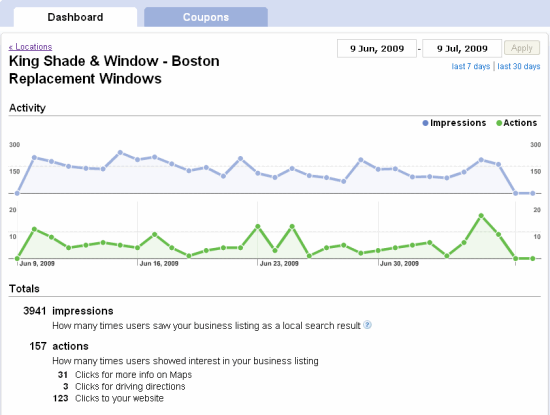 Dashboard
Coupons
« Locations
King Shade & Window - Boston
Replacement Windows
9 Jun, 2009 - 9 Jul, 2009 Apply
last 7 days | last 30 days
Activity
Impressions Actions
300 300
150 150
20 20
10 10
Jun 9, 2009 Jun 16, 2009 Jun 23, 2009 Jun 30, 2009
Totals
3941 impressions
How many times users saw your business listing as a local search result ?
157 actions
How many times users showed interest in your business listing
31 Clicks for more info on Maps
3 Clicks for driving directions
123 Clicks to your website